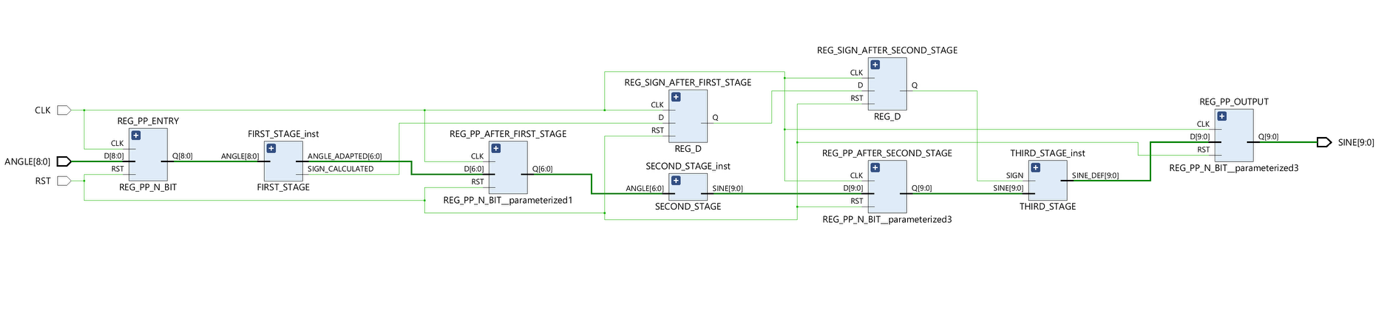 CLK
ANGLE[8:0]
RST
REG_PP_ENTRY
CLK
D[8:0]
RST
Q[8:0]
REG_PP_N_BIT
FIRST_STAGE_inst
ANGLE[8:0]
ANGLE_ADAPTED[6:0]
SIGN_CALCULATED
FIRST_STAGE
REG_PP_AFTER_FIRST_STAGE
CLK
D[6:0]
RST
Q[6:0]
REG_PP_N_BIT__parameterized1
REG_SIGN_AFTER_FIRST_STAGE
CLK
D
RST
Q
REG_D
SECOND_STAGE_inst
ANGLE[6:0]
SINE[9:0]
SECOND_STAGE
REG_SIGN_AFTER_SECOND_STAGE
CLK
D
RST
Q
REG_D
REG_PP_AFTER_SECOND_STAGE
CLK
D[9:0]
RST
Q[9:0]
REG_PP_N_BIT__parameterized3
THIRD_STAGE_inst
SIGN
SINE[9:0]
SINE_DEF[9:0]
THIRD_STAGE
REG_PP_OUTPUT
CLK
D[9:0]
RST
Q[9:0]
REG_PP_N_BIT__parameterized3
SINE[9:0]